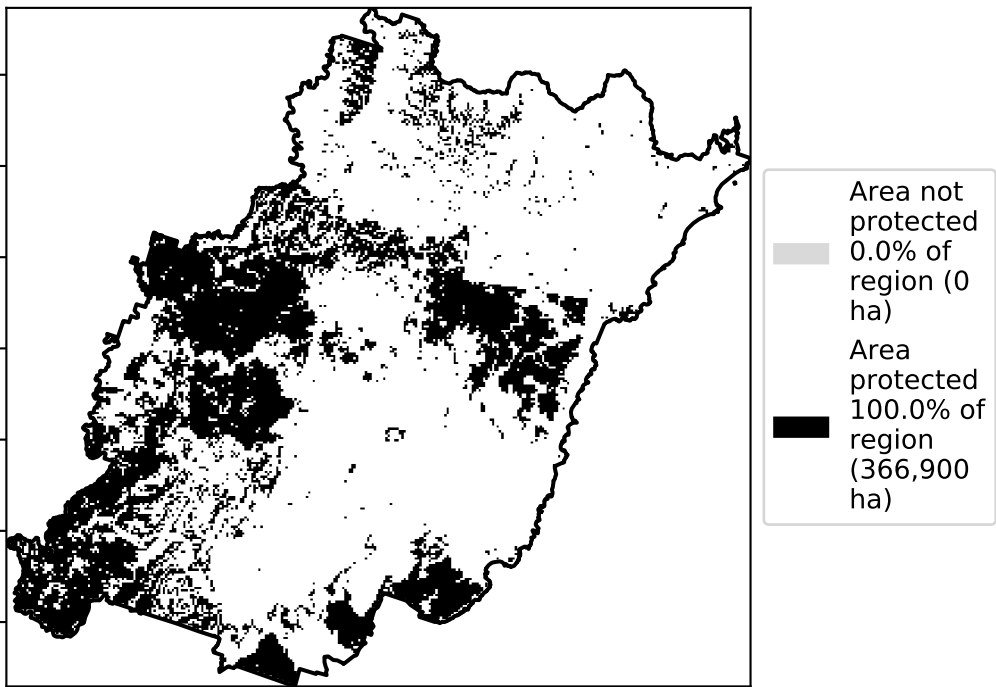 Area not
protected
0.0% of
region (0
ha)
Area
protected
100.0% of
region
(366,900
ha)